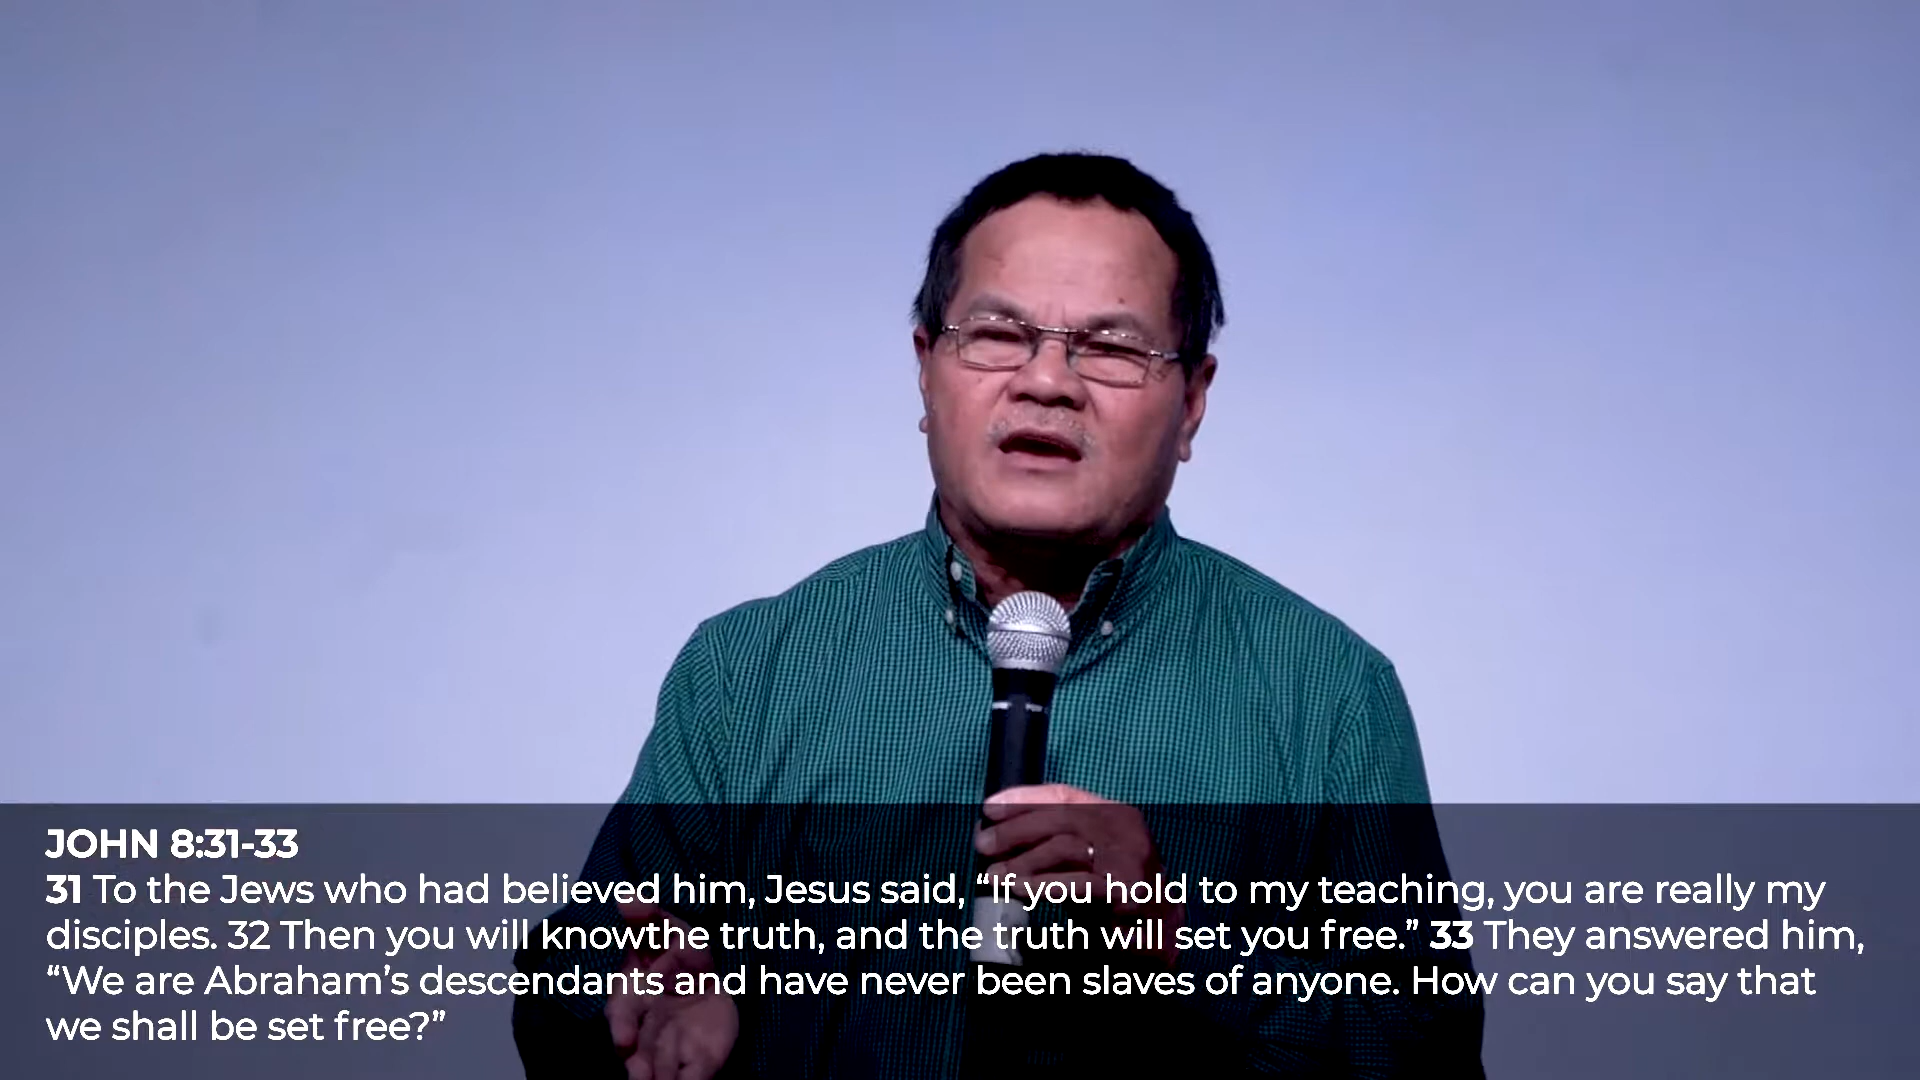 JOHN 8:31-33
31 To the Jews who had believed him, Jesus said, “If you hold to my teaching, you are really my
disciples. 32 Then you will knowthe truth, and the truth will set you free.” 33 They answered him,
“We are Abraham’s descendants and have never been slaves of anyone. How can you say that
we shall be set free?”